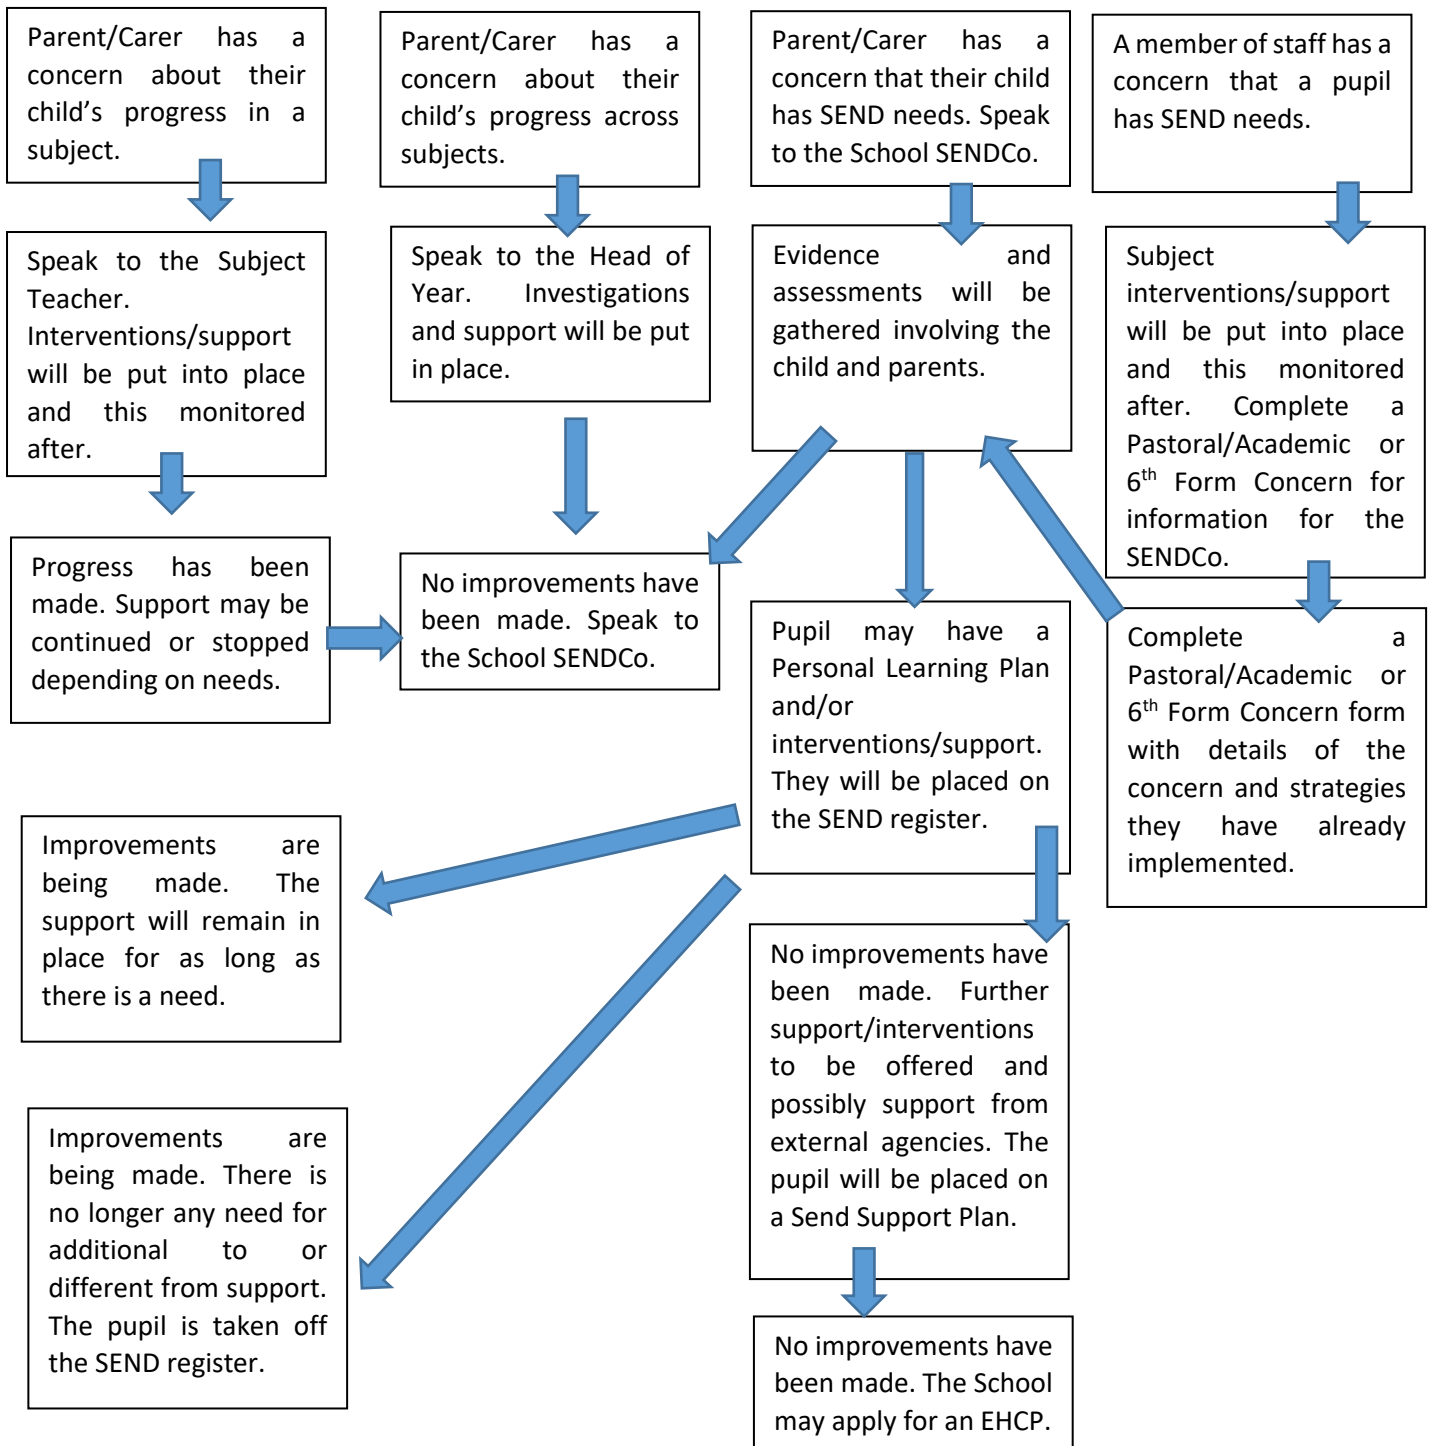 Parent/Carer has a
concern about their
child’s progress in a
subject.
Parent/Carer has a
concern about their
child’s progress across
subjects.
Parent/Carer has a
concern that their child
has SEND needs. Speak
to the School SENDCo.
A member of staff has a
concern that a pupil
has SEND needs.
Speak to the Subject
Teacher.
Interventions/support
will be put into place
and this monitored
after.
Speak to the Head of
Year. Investigations
and support will be put
in place.
Evidence and
assessments will be
gathered involving the
child and parents.
Subject
interventions/support
will be put into place
and this monitored
after. Complete a
Pastoral/Academic or
6th Form Concern for
information for the
SENDCo.
Progress has been
made. Support may be
continued or stopped
depending on needs.
No improvements have
been made. Speak to
the School SENDCo.
Pupil may have a
Personal Learning Plan
and/or
interventions/support.
They will be placed on
the SEND register.
Complete a
Pastoral/Academic or
6th Form Concern form
with details of the
concern and strategies
they have already
implemented.
Improvements are
being made. The
support will remain in
place for as long as
there is a need.
No improvements have
been made. Further
support/interventions
to be offered and
possibly support from
external agencies. The
pupil will be placed on
a Send Support Plan.
Improvements are
being made. There is
no longer any need for
additional to or
different from support.
The pupil is taken off
the SEND register.
No improvements have
been made. The School
may apply for an EHCP.